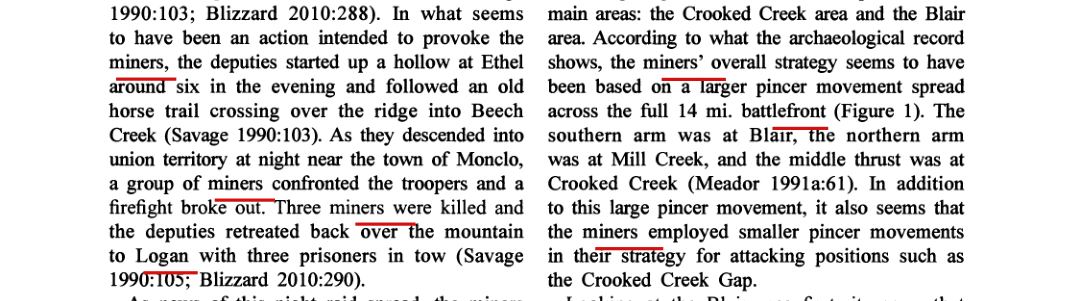 1990:103; Blizzard 2010:288). In what seems
to have been an action intended to provoke the
miners, the deputies started up a hollow at Ethel
around six in the evening and followed an old
horse trail crossing over the ridge into Beech
Creek (Savage 1990:103). As they descended into
union territory at night near the town of Monclo,
a group of miners confronted the troopers and a
firefight broke out. Three miners were killed and
the deputies retreated back over the mountain
to Logan with three prisoners in tow (Savage
1990:105; Blizzard 2010:290).
main areas: the Crooked Creek area and the Blair
area. According to what the archaeological record
shows, the miners' overall strategy seems to have
been based on a larger pincer movement spread
across the full 14 mi. battlefront (Figure 1). The
southern arm was at Blair, the northern arm
was at Mill Creek, and the middle thrust was at
Crooked Creek (Meador 1991a:61). In addition
to this large pincer movement, it also seems that
the miners employed smaller pincer movements
in their strategy for attacking positions such as
the Crooked Creek Gap.